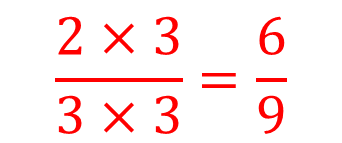 2 × 3
3 × 3 = 6
9